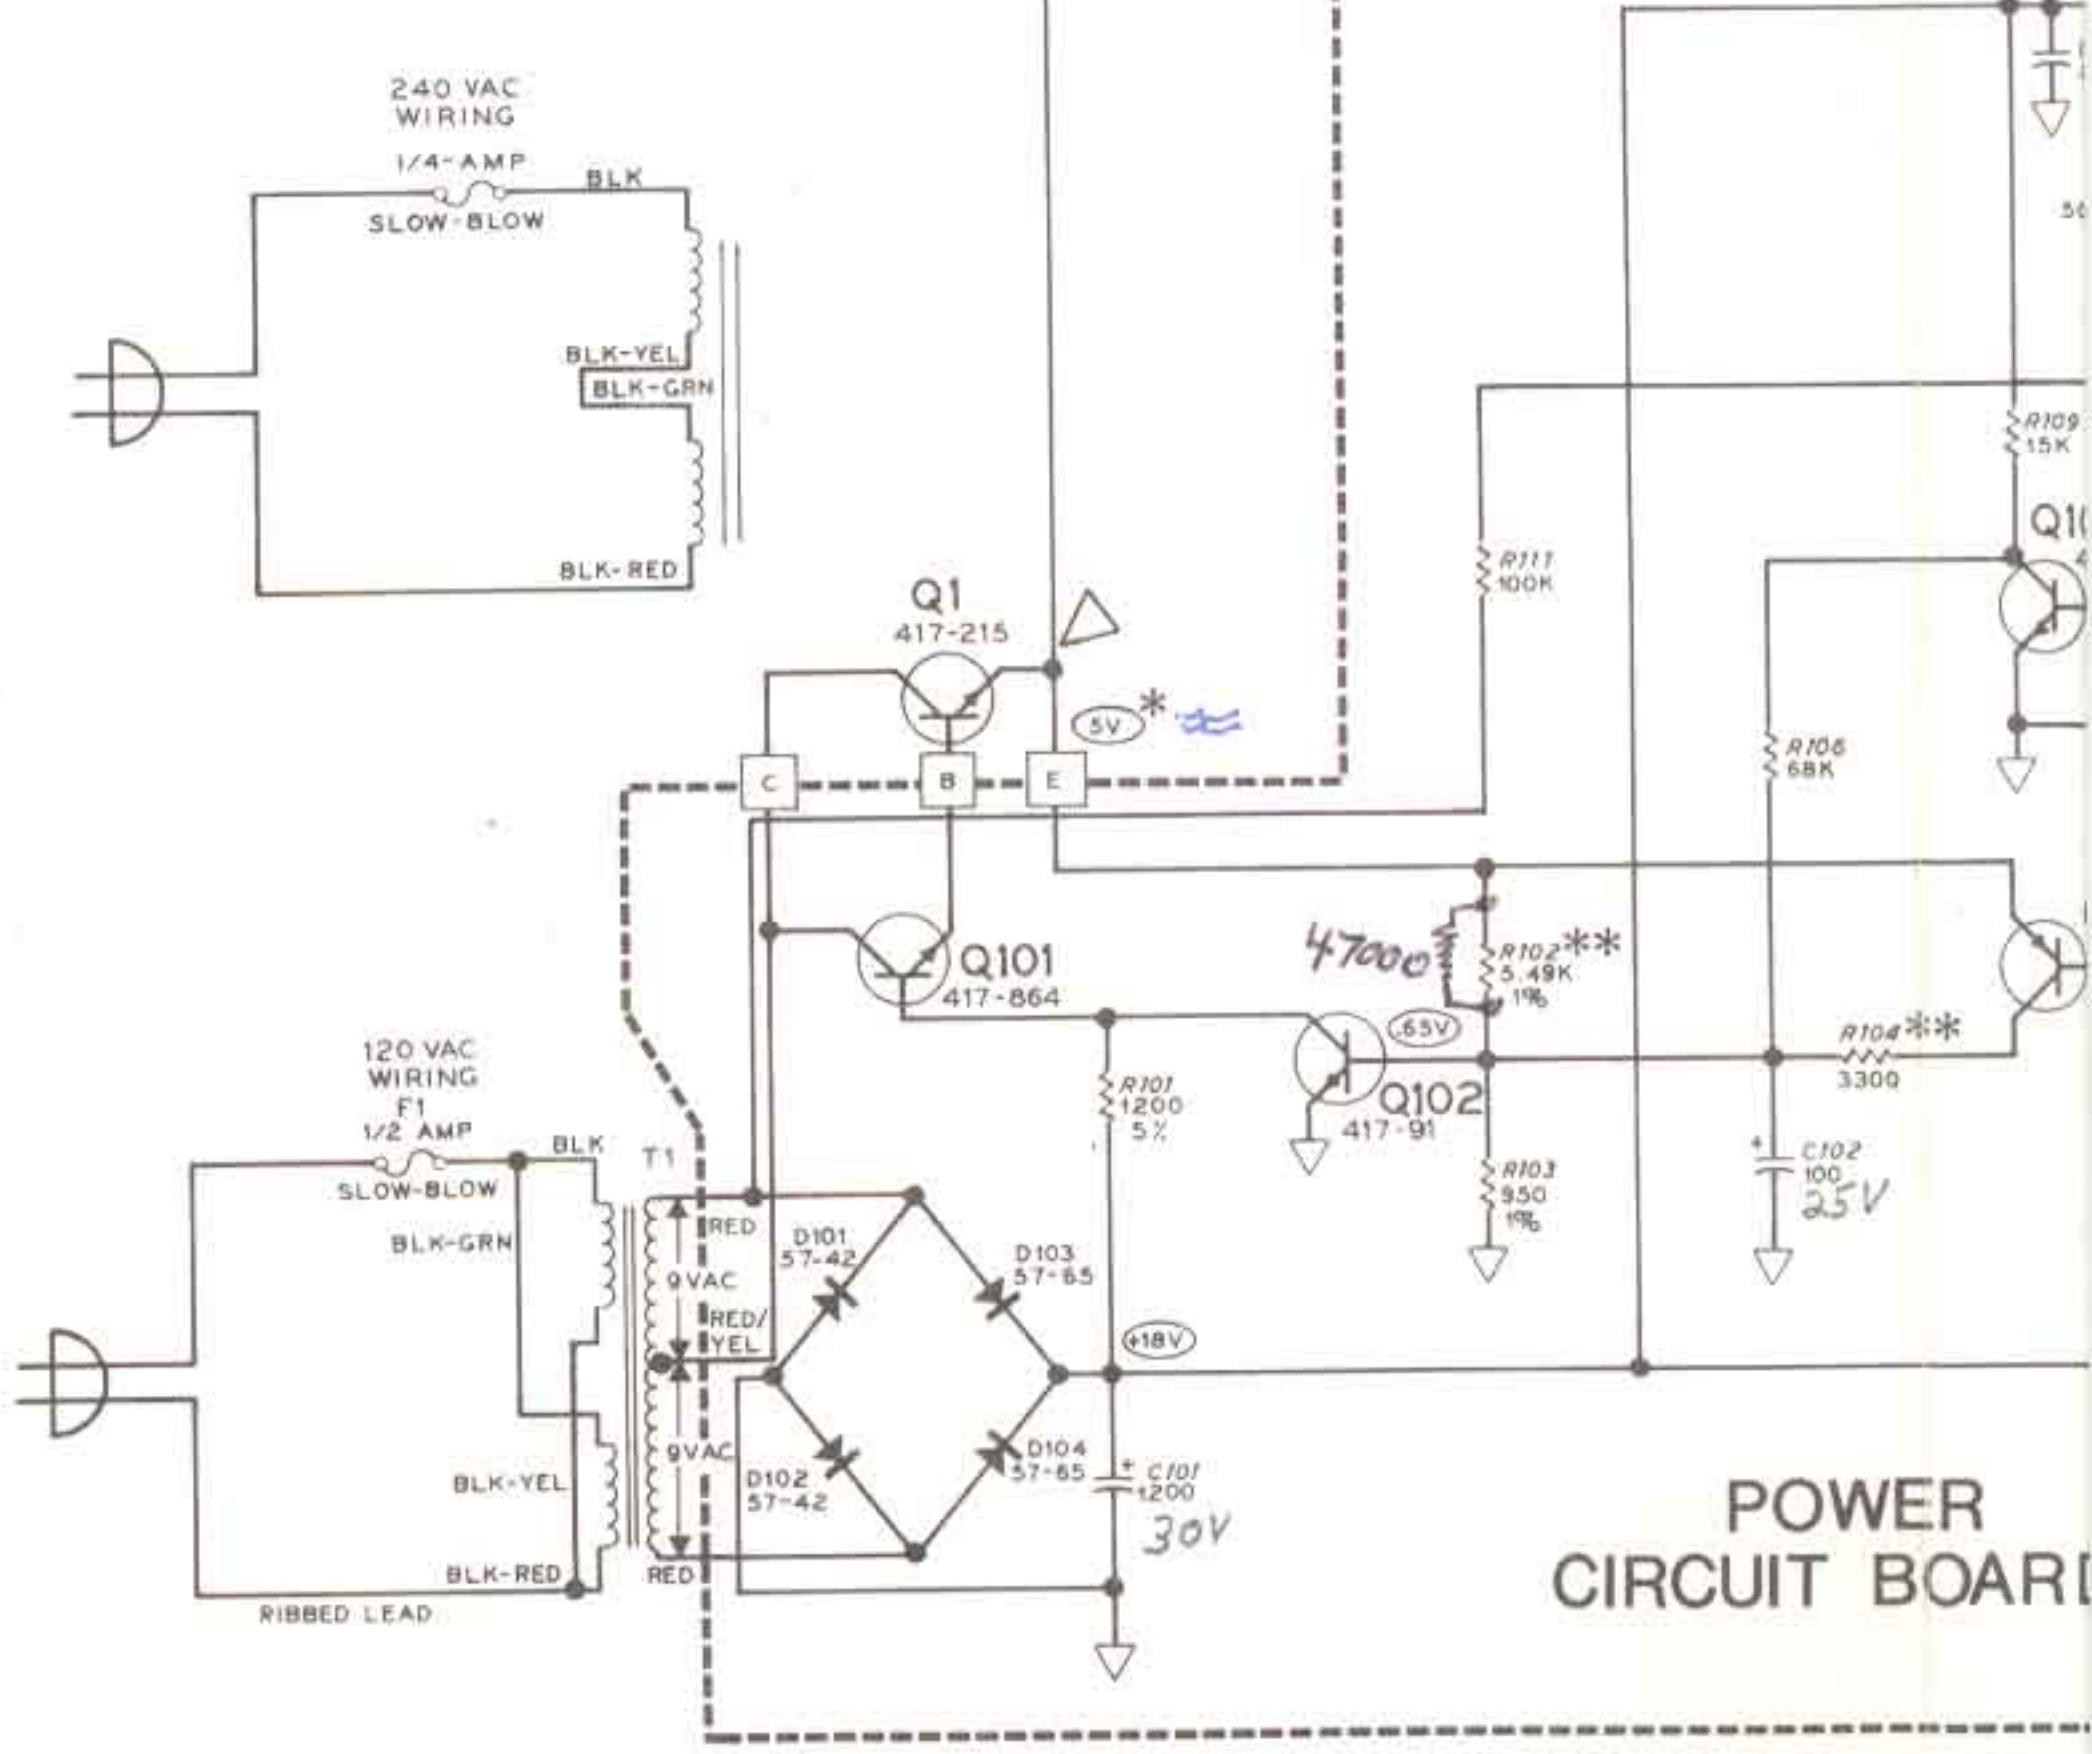 240 VAC
WIRING
1/4-AMP
BLK
SLOW-BLOW
BLK-YEL
BLK-GRN
BLK-RED
R109
15K
R111
100K
Q1
417-215
5V*
R106
68K
C
B
E
Q101
417-864
4700
R102**
5.49K
1%
.65V
R104**
3300
120 VAC
WIRING
F1
1/2 AMP
BLK
SLOW-BLOW
T1
R101
1200
5%
Q102
417-91
R103
950
1%
C102
100
25V
BLK-GRN
RED
9VAC
RED/
YEL
D101
57-42
D103
57-65
+18V
9VAC
D102
57-42
D104
57-65
C101
1200
30V
BLK-YEL
BLK-RED
RED
RIBBED LEAD
POWER
CIRCUIT BOARD